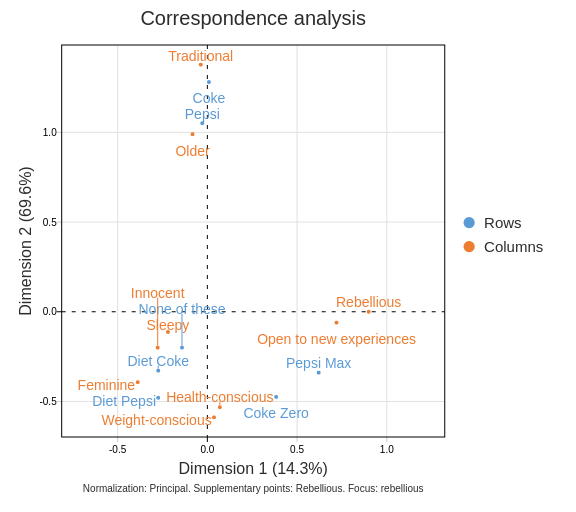 Correspondence analysis
Traditional
Coke
Pepsi
Older
Innocent
None of these
Sleepy
Rebellious
Open to new experiences
Diet Coke
Pepsi Max
Feminine
Diet Pepsi
Health-conscious
Coke Zero
Weight-conscious
1.0
0.5
0.0
-0.5
-0.5
0.0
0.5
1.0
Dimension 2 (69.6%)
Dimension 1 (14.3%)
Rows
Columns
Normalization: Principal. Supplementary points: Rebellious. Focus: rebellious